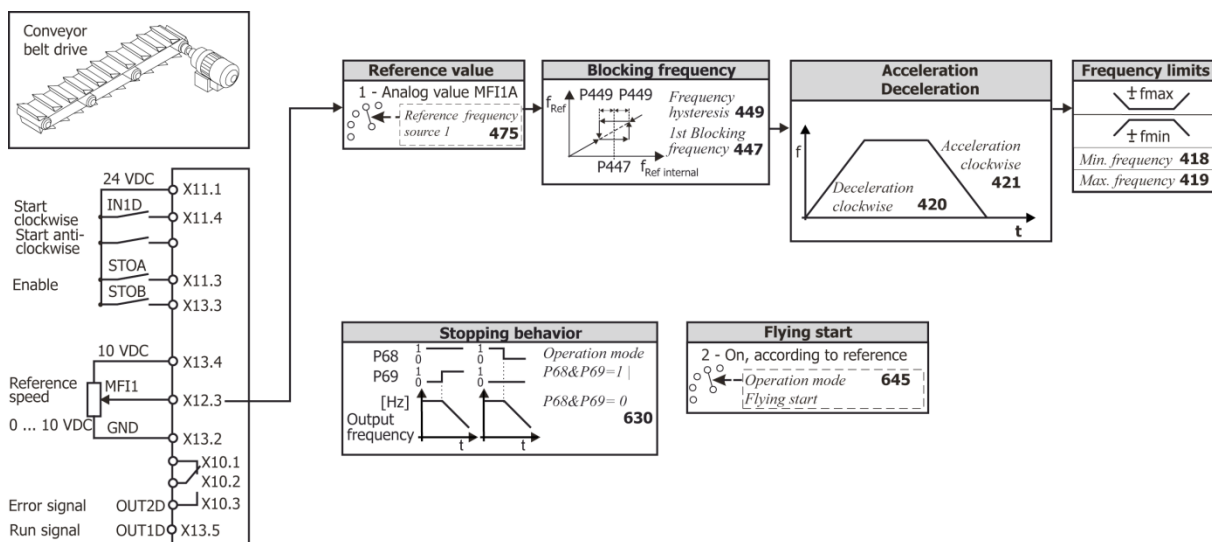 Conveyor
belt drive
24 VDC
X11.1
IN1D
X11.4
Start
clockwise
Start anti-
clockwise
STOA
X11.3
Enable
STOB
X13.3
10 VDC
X13.4
Reference
speed
MFI1
X12.3
0 ... 10 VDC
GND
X13.2
X10.1
X10.2
Error signal OUT2D X10.3
Run signal OUT1D X13.5
Reference value
1 - Analog value MFI1A
Reference frequency
source 1
475
Blocking frequency
P449 P449
fRef
Frequency
hysteresis 449
1st Blocking
frequency 447
P447
fRef internal
Acceleration
Deceleration
f
Acceleration
clockwise
421
Deceleration
clockwise 420
t
Frequency limits
± fmax
± fmin
Min. frequency 418
Max. frequency 419
Stopping behavior
P68 1 0 1 0
P69 1 0 1 0
Operation mode
P68&P69=1 |
P68&P69= 0
630
[Hz]
Output
frequency
t t
Flying start
2 - On, according to reference
Operation mode 645
Flying start